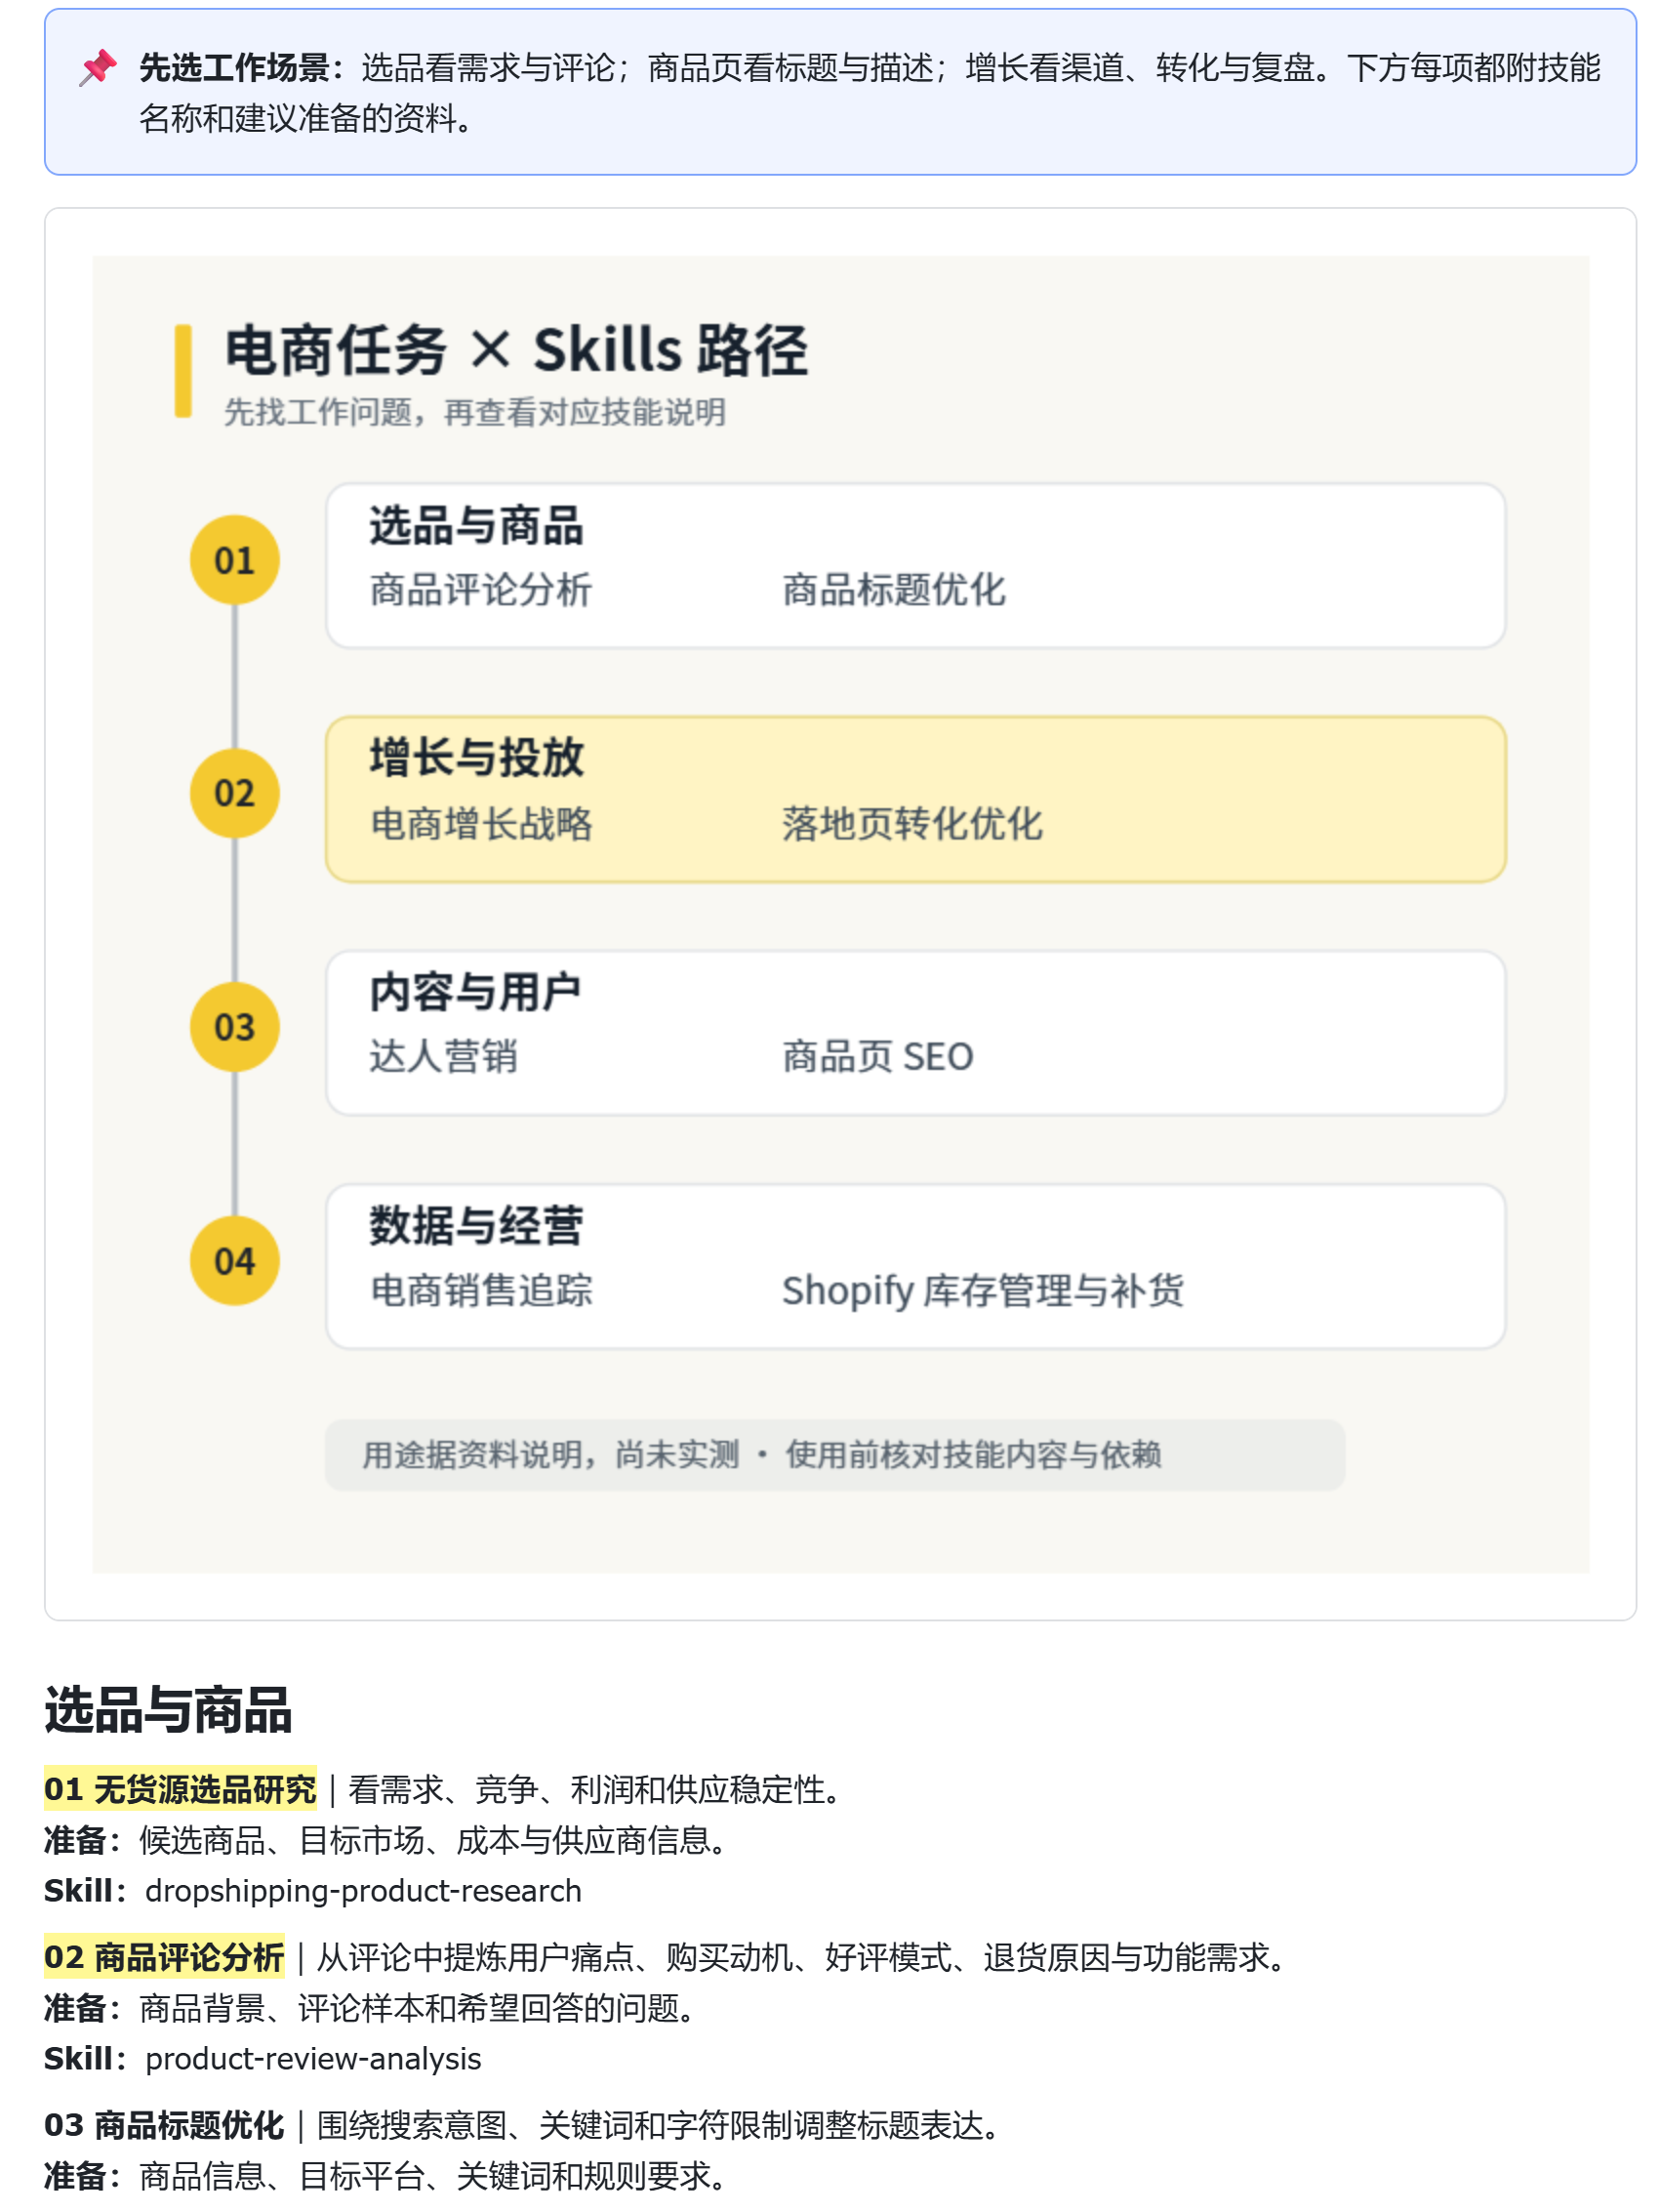 先选工作场景：选品看需求与评论；商品页看标题与描述；增长看渠道、转化与复盘。下方每项都附技能
名称和建议准备的资料。
电商任务 × Skills 路径
先找工作问题，再查看对应技能说明
01
选品与商品
商品评论分析 商品标题优化
02
增长与投放
电商增长战略 落地页转化优化
03
内容与用户
达人营销 商品页 SEO
04
数据与经营
电商销售追踪 Shopify 库存管理与补货
用途据资料说明，尚未实测 · 使用前核对技能内容与依赖
选品与商品
01 无货源选品研究｜看需求、竞争、利润和供应稳定性。
准备：候选商品、目标市场、成本与供应商信息。
Skill：dropshipping-product-research
02 商品评论分析｜从评论中提炼用户痛点、购买动机、好评模式、退货原因与功能需求。
准备：商品背景、评论样本和希望回答的问题。
Skill：product-review-analysis
03 商品标题优化｜围绕搜索意图、关键词和字符限制调整标题表达。
准备：商品信息、目标平台、关键词和规则要求。